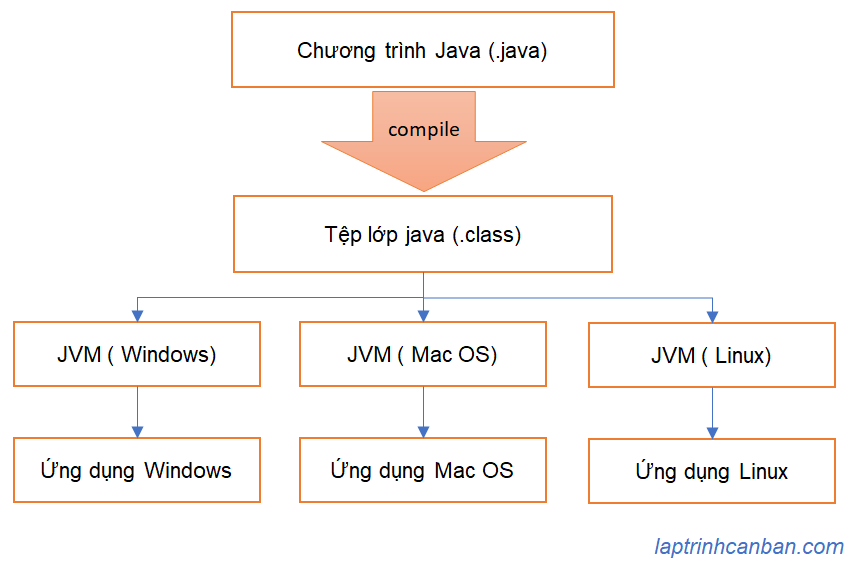 Chương trình Java (.java)
compile
Tệp lớp java (.class)
JVM ( Windows)
JVM ( Mac OS)
JVM ( Linux)
Ứng dụng Windows
Ứng dụng Mac OS
Ứng dụng Linux
laptrinhcanban.com